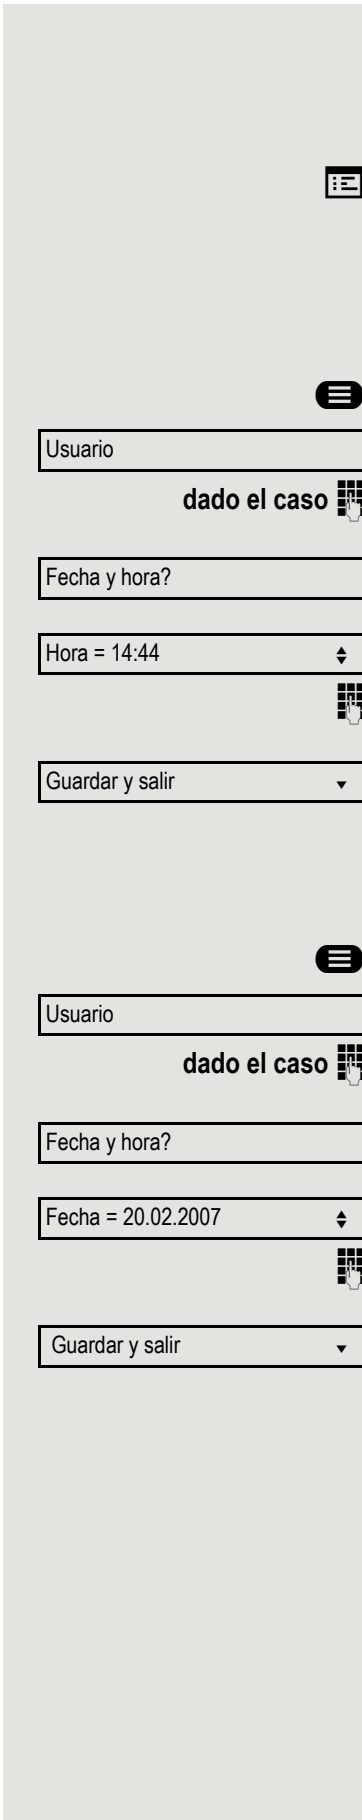 Usuario
dado el caso
Fecha y hora?
Hora = 14:44
Guardar y salir
Usuario
dado el caso
Fecha y hora?
Fecha = 20.02.2007
Guardar y salir